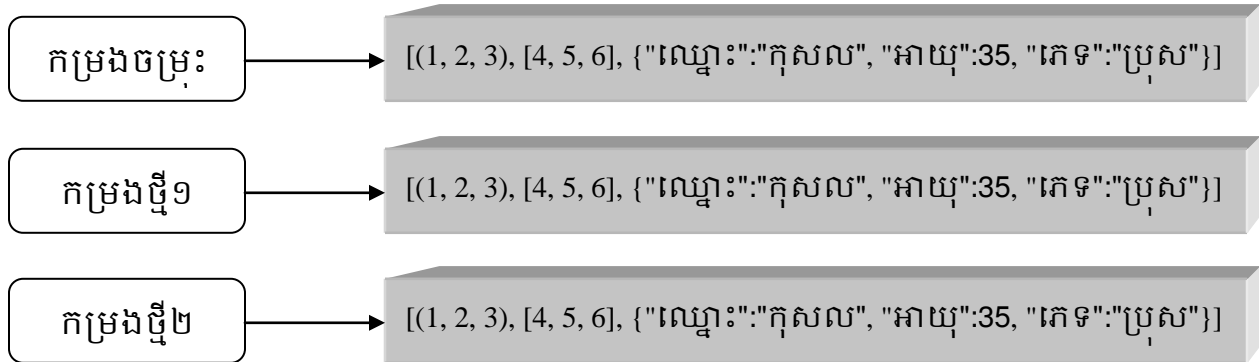 កម្រងចម្រុះ [(1, 2, 3), [4, 5, 6], {"ឈ្មោះ":"កុសល", "អាយុ":35, "ភេទ":"ប្រុស"}]
កម្រងថ្មី១ [(1, 2, 3), [4, 5, 6], {"ឈ្មោះ":"កុសល", "អាយុ":35, "ភេទ":"ប្រុស"}]
កម្រងថ្មី២ [(1, 2, 3), [4, 5, 6], {"ឈ្មោះ":"កុសល", "អាយុ":35, "ភេទ":"ប្រុស"}]